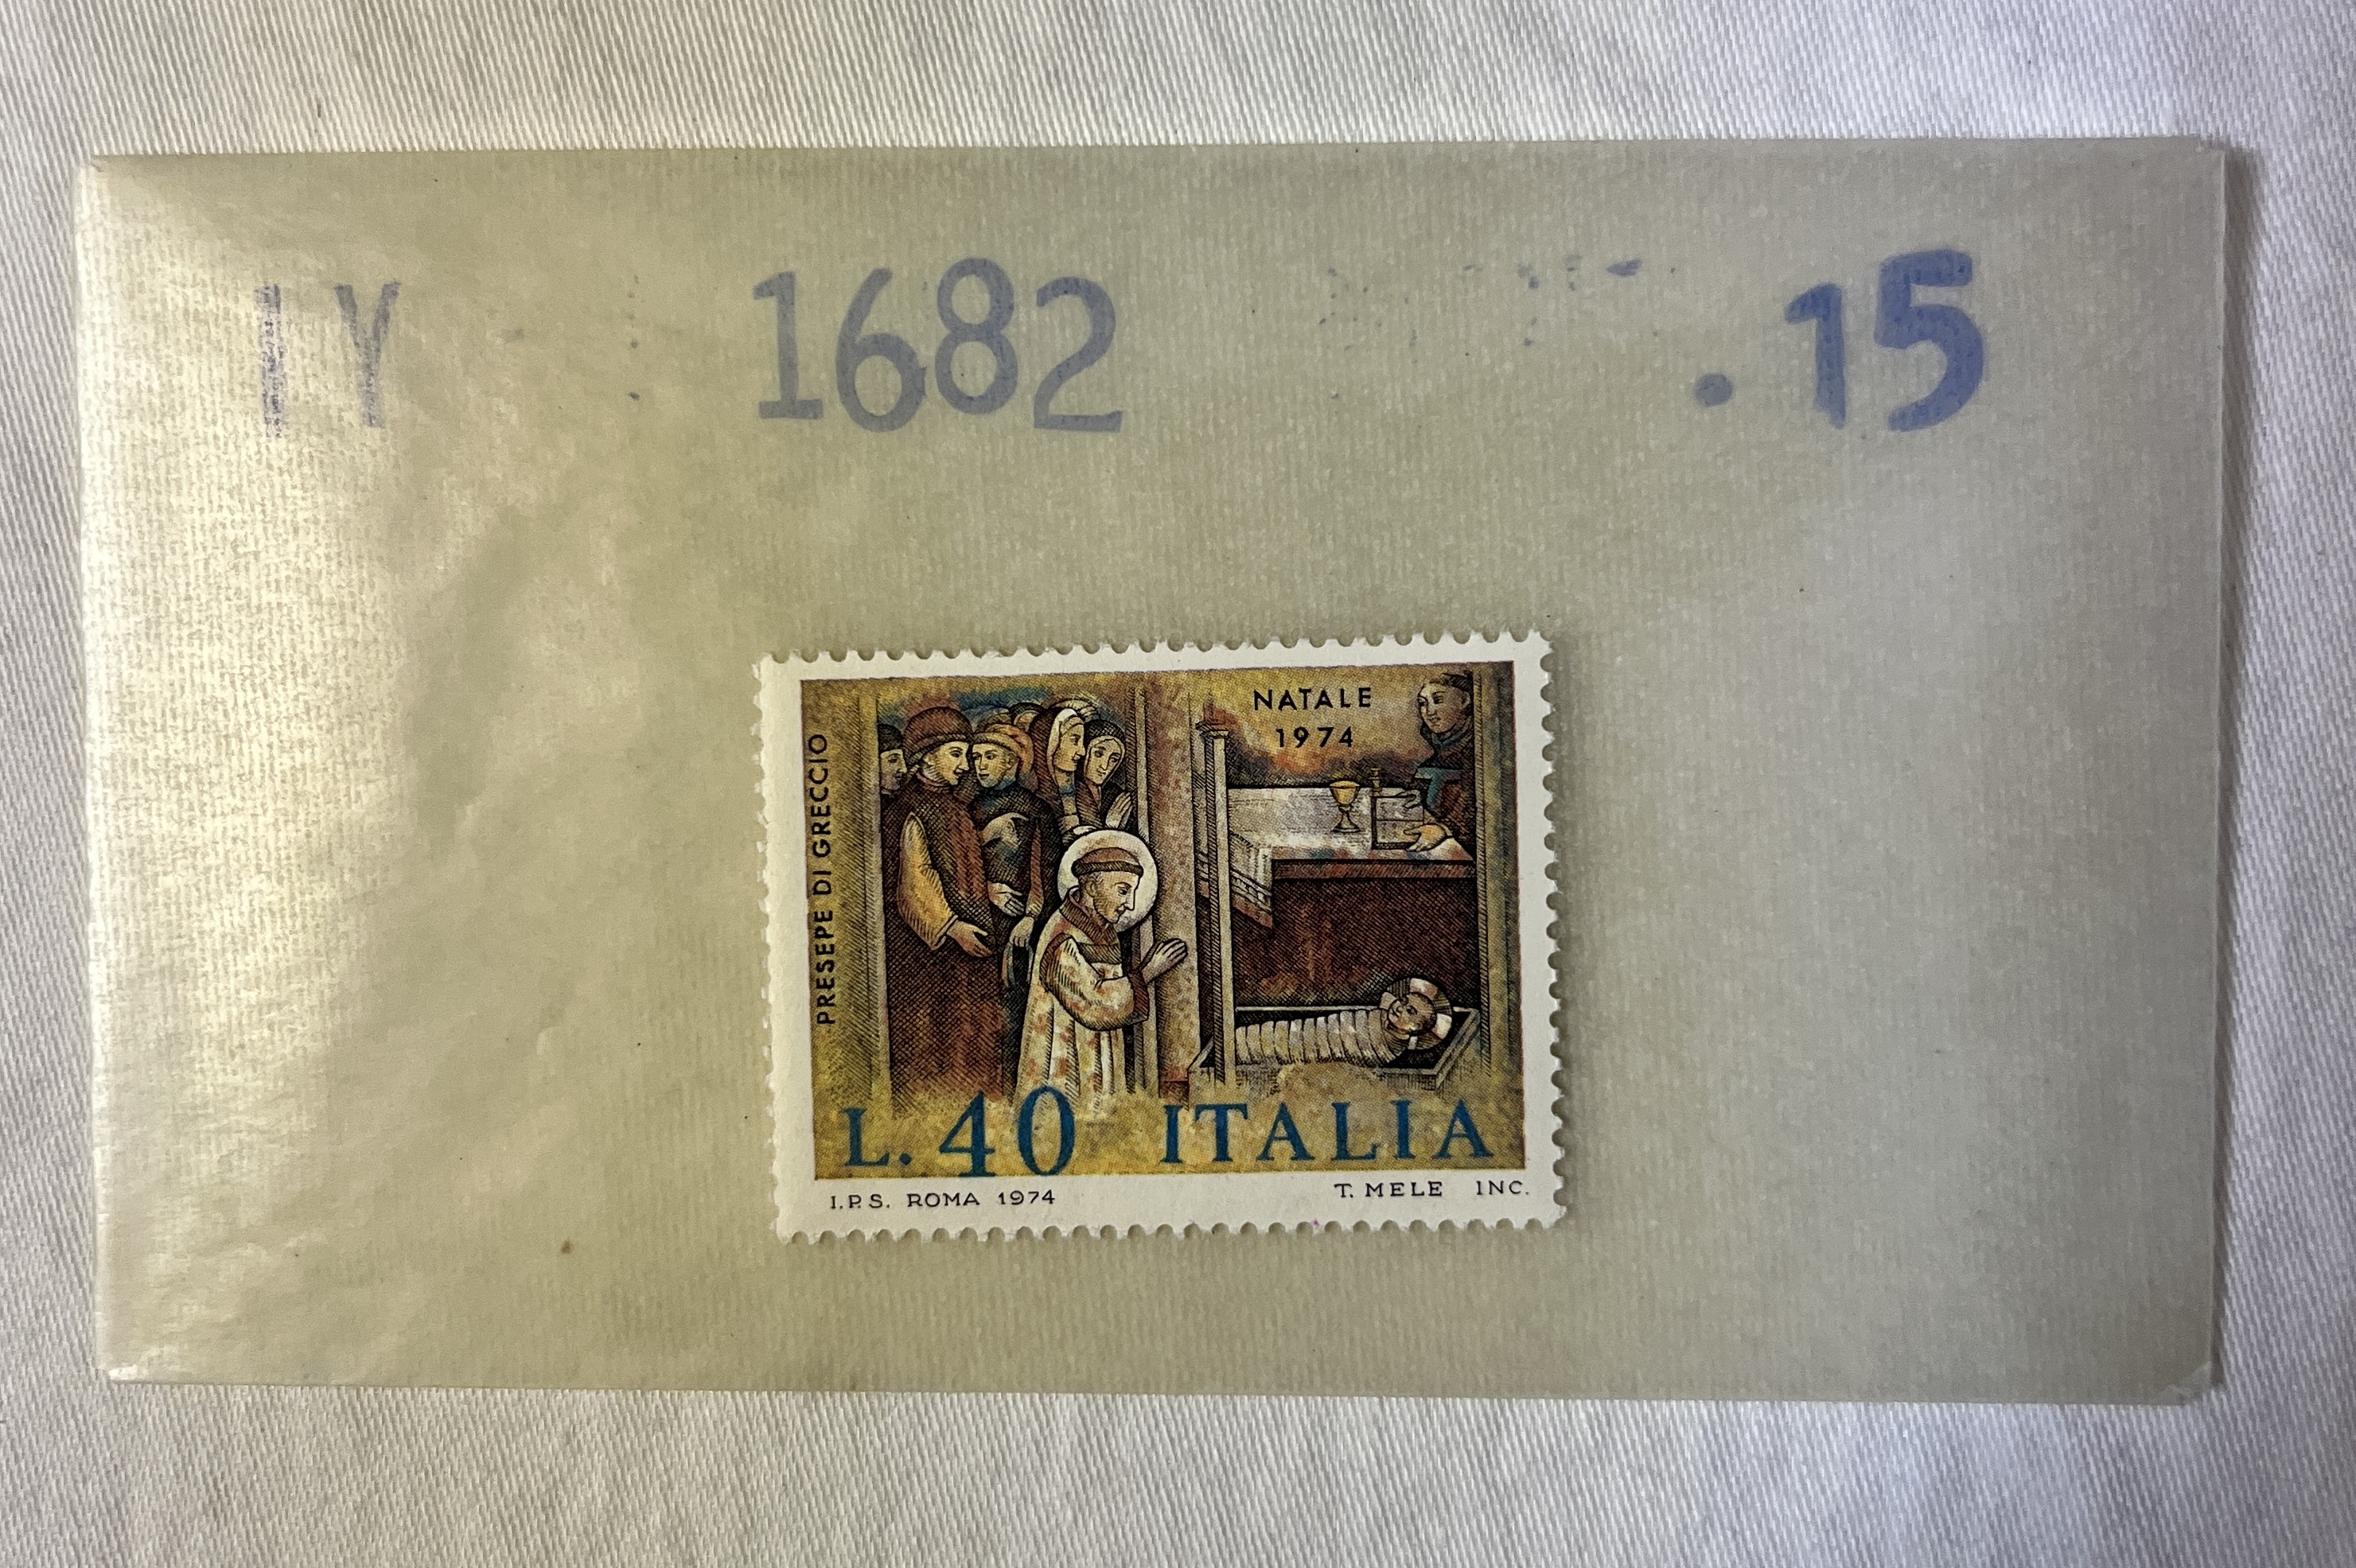 IY 1682 .15
NATALE
1974
PRESEPE DI GRECCIO
L.40 ITALIA
I.P.S. ROMA 1974 T. MELE INC.